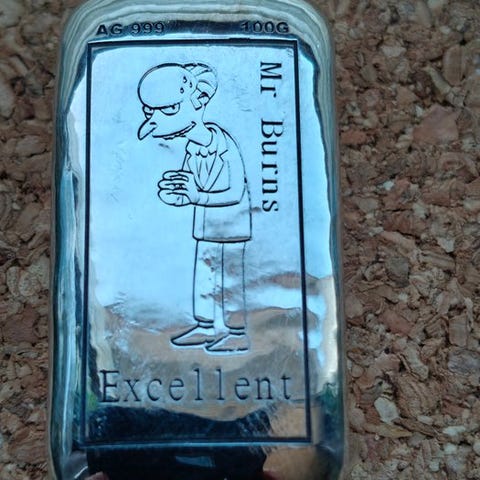 AG 999 100G
Mr Burns
Excellent